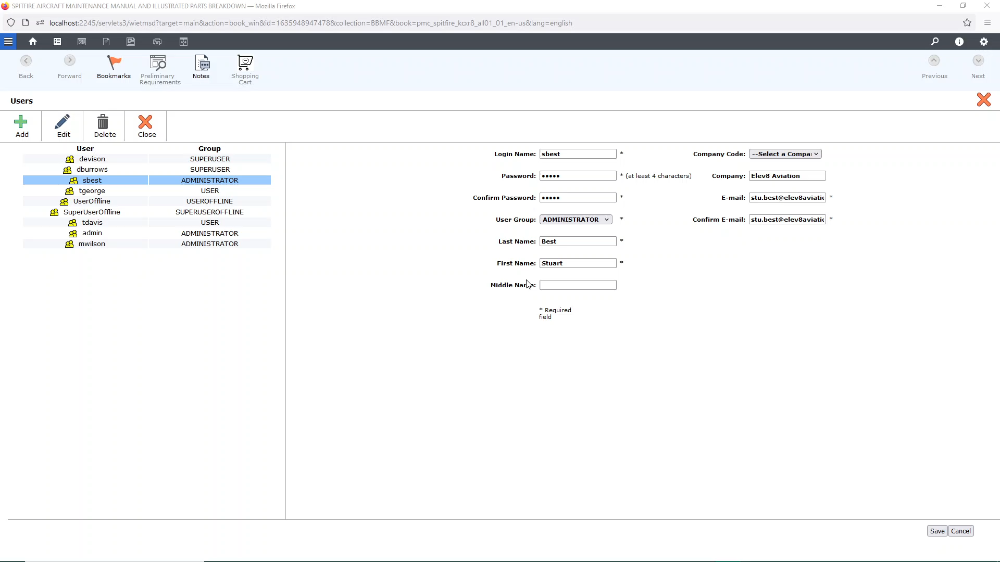 SPITFIRE AIRCRAFT MAINTENANCE MANUAL AND ILLUSTRATED PARTS BREAKDOWN — Mozilla Firefox
localhost:2245/servlets3/wietmsd?target=main&action=book_win&id=1635948947478&collection=BBMF&book=pmc_spitfire_kcxr8_all01_01_en-us&lang=english
Back
Forward
Bookmarks
Preliminary
Requirements
Notes
Shopping
Cart
Previous
Next
Users
Add
Edit
Delete
Close
User Group
devison SUPERUSER
dburrows SUPERUSER
sbest ADMINISTRATOR
tgeorge USER
UserOffline USEROFFLINE
SuperUserOffline SUPERUSEROFFLINE
tdavis USER
admin ADMINISTRATOR
mwilson ADMINISTRATOR
Login Name: sbest * Company Code: --Select a Compa
Password: ••••• * (at least 4 characters) Company: Elev8 Aviation
Confirm Password: ••••• * E-mail: stu.best@elev8aviatic *
User Group: ADMINISTRATOR * Confirm E-mail: stu.best@elev8aviatic *
Last Name: Best *
First Name: Stuart *
Middle Name:
* Required
field
Save Cancel